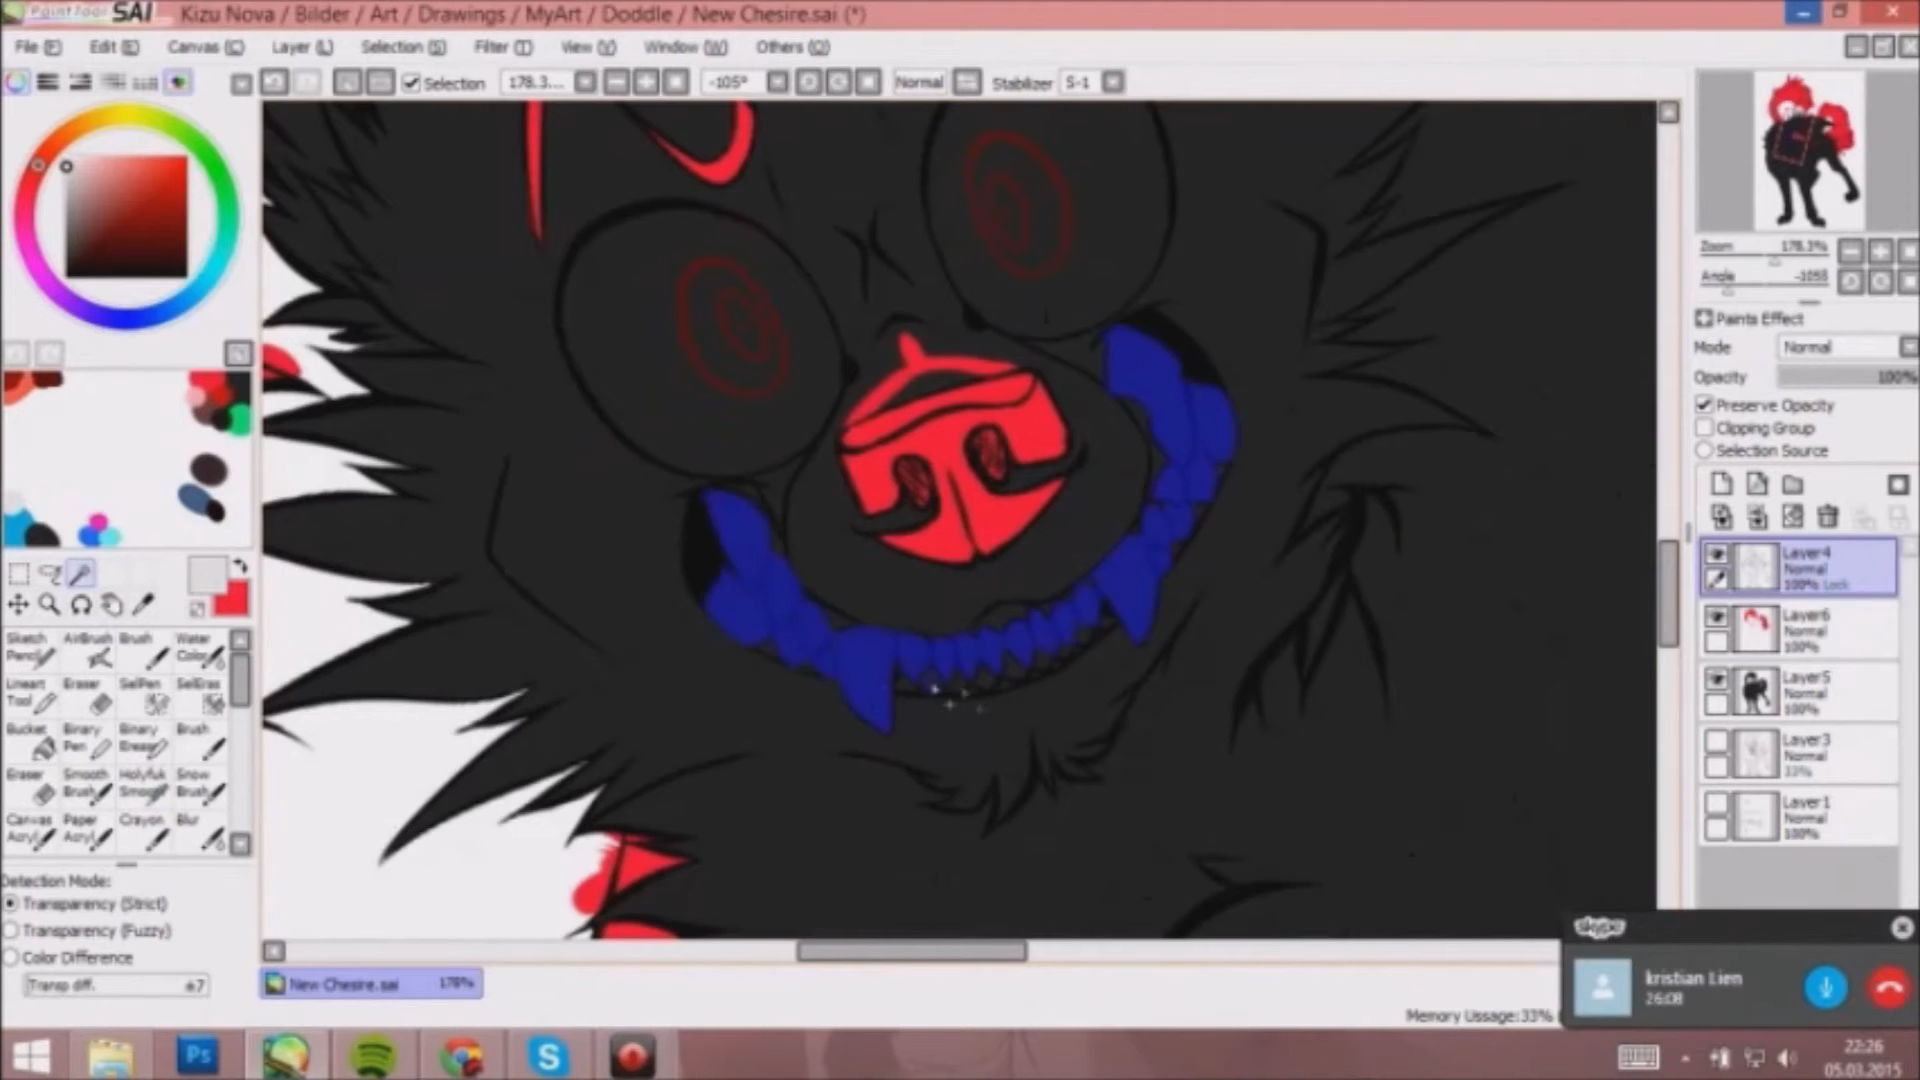 PaintTool SAI Kizu Nova / Bilder / Art / Drawings / MyArt / Doddle / New Chesire.sai (*)
File (F) Edit (E) Canvas (C) Layer (L) Selection (S) Filter (T) View (V) Window (W) Others (O)
Selection 178.3... -105° Normal Stabilizer S-1
Zoom 178.3%
Angle
Paints Effect
Mode Normal
Opacity 100%
Preserve Opacity
Clipping Group
Selection Source
Layer4
Normal
100% Lock
Layer6
Normal
100%
Layer5
Normal
100%
Layer3
Normal
33%
Layer1
Normal
100%
Sketch AirBrush Brush Water
Pencil Color
Lineart Eraser SelPen SelEras
Tool
Bucket Binary Binary Brush
Pen Eraser
Eraser Smooth Holyfuk Snow
Brush Smooth Brush
Canvas Paper Crayon Blur
Acryl Acryl
Detection Mode:
Transparency (Strict)
Transparency (Fuzzy)
Color Difference
Transp diff. ±7
New Chesire.sai 178%
Memory Ussage:33%
skype
kristian Lien
26:08
Ps
S
22:26
05.03.2015